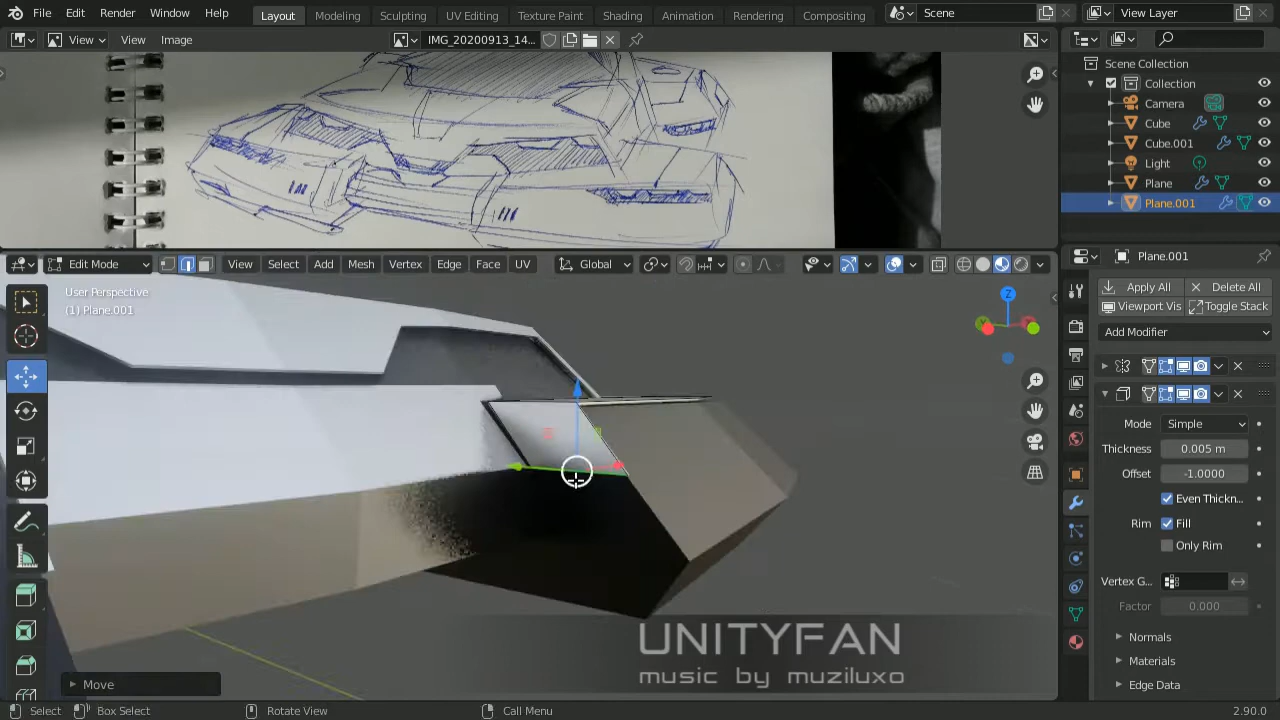 File Edit Render Window Help Layout Modeling Sculpting UV Editing Texture Paint Shading Animation Rendering Compositing Scene View Layer
View View Image IMG_20200913_14...
Scene Collection
Collection
Camera
Cube
Cube.001
Light
Plane
Plane.001
Edit Mode View Select Add Mesh Vertex Edge Face UV Global
User Perspective
(1) Plane.001
Z
Plane.001
Apply All Delete All
Viewport Vis Toggle Stack
Add Modifier
Mode Simple
Thickness 0.005 m
Offset -1.0000
Even Thickn...
Rim Fill
Only Rim
Vertex G...
Factor 0.000
Normals
Materials
Edge Data
UNITYFAN
music by muziluxo
Move
Select Box Select Rotate View Call Menu 2.90.0